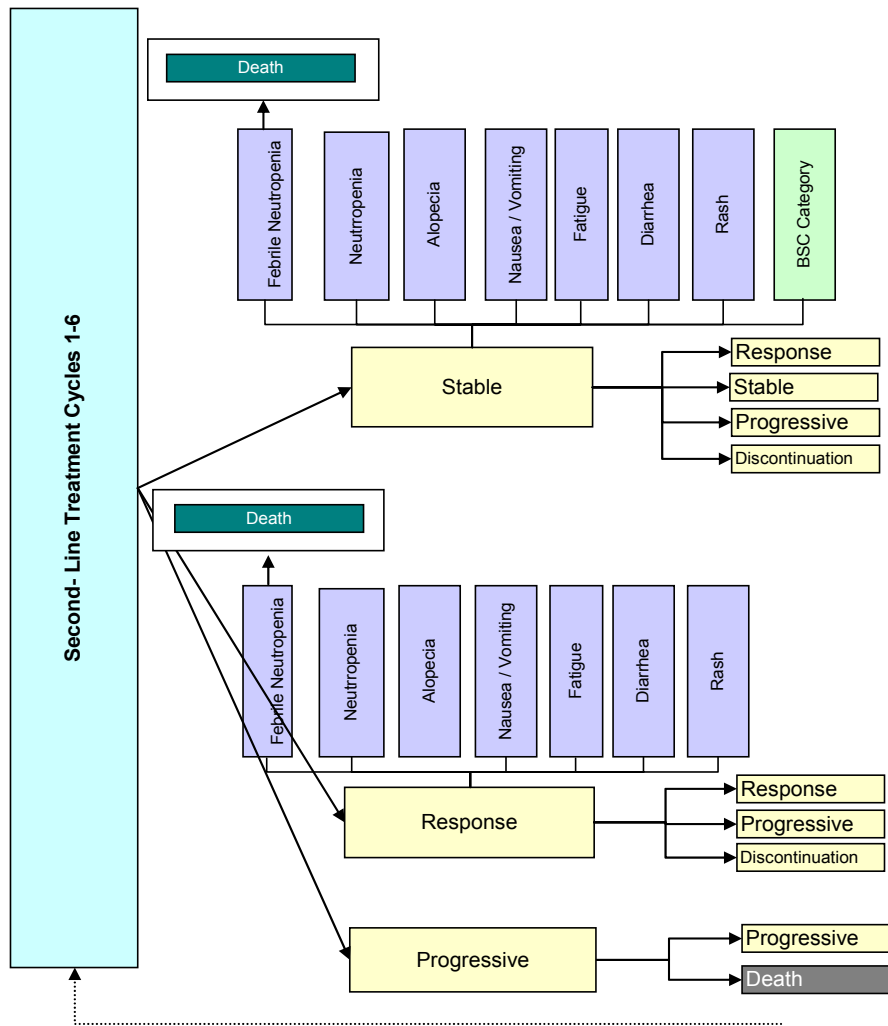 Second- Line Treatment Cycles 1-6
Death
Febrile Neutropenia
Neutrropenia
Alopecia
Nausea / Vomiting
Fatigue
Diarrhea
Rash
BSC Category
Stable
Response
Stable
Progressive
Discontinuation
Death
Febrile Neutropenia
Neutrropenia
Alopecia
Nausea / Vomiting
Fatigue
Diarrhea
Rash
Response
Response
Progressive
Discontinuation
Progressive
Progressive
Death